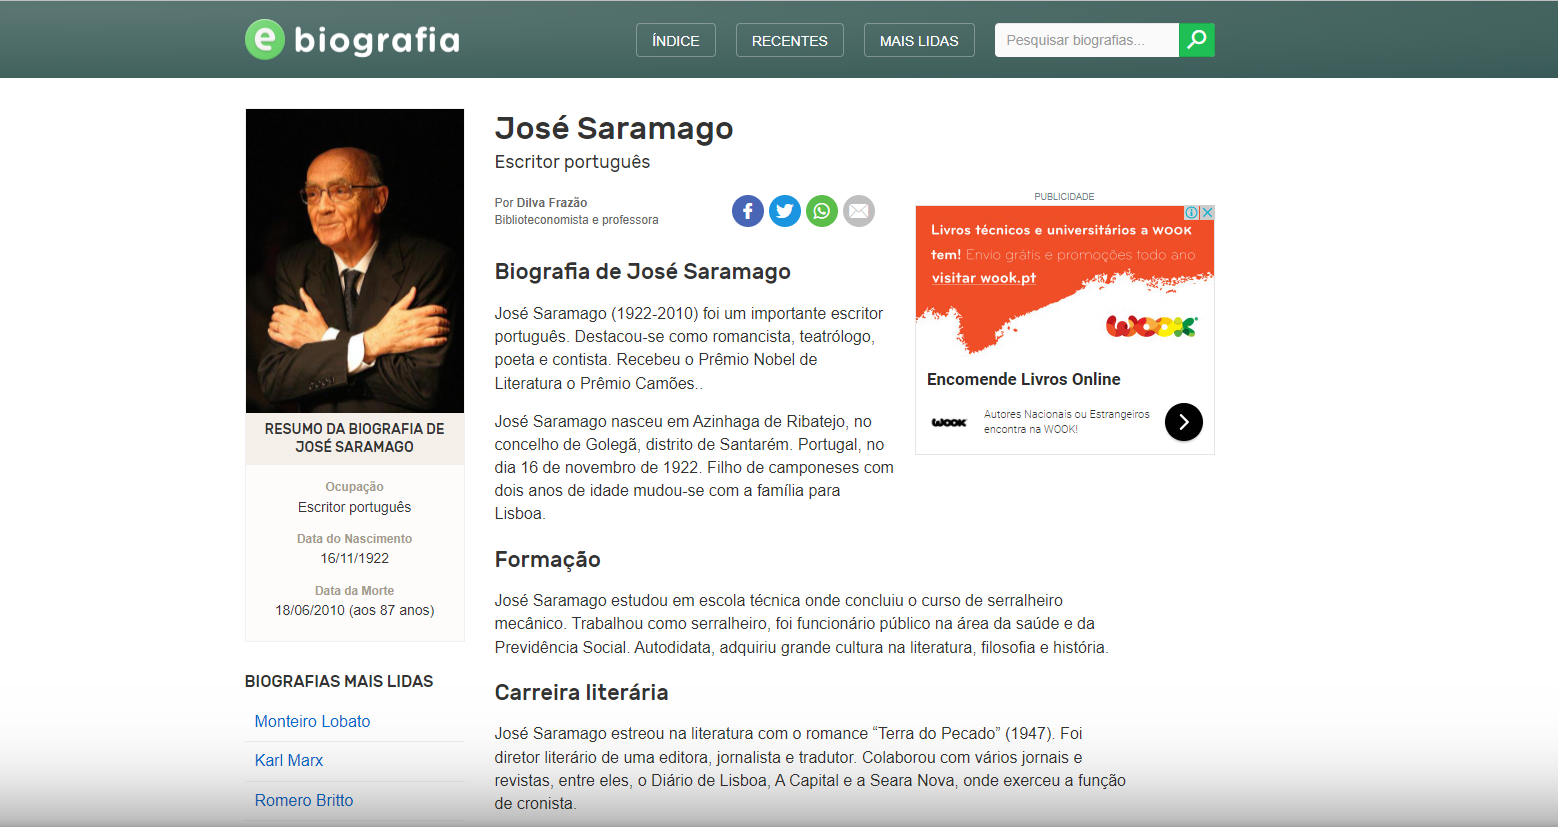 e biografia
ÍNDICE
RECENTES
MAIS LIDAS
Pesquisar biografias...
RESUMO DA BIOGRAFIA DE
JOSÉ SARAMAGO
Ocupação
Escritor português
Data do Nascimento
16/11/1922
Data da Morte
18/06/2010 (aos 87 anos)
BIOGRAFIAS MAIS LIDAS
Monteiro Lobato
Karl Marx
Romero Britto
José Saramago
Escritor português
Por Dilva Frazão
Biblioteconomista e professora
Biografia de José Saramago
José Saramago (1922-2010) foi um importante escritor
português. Destacou-se como romancista, teatrólogo,
poeta e contista. Recebeu o Prêmio Nobel de
Literatura o Prêmio Camões..
José Saramago nasceu em Azinhaga de Ribatejo, no
concelho de Golegã, distrito de Santarém. Portugal, no
dia 16 de novembro de 1922. Filho de camponeses com
dois anos de idade mudou-se com a família para
Lisboa.
Formação
José Saramago estudou em escola técnica onde concluiu o curso de serralheiro
mecânico. Trabalhou como serralheiro, foi funcionário público na área da saúde e da
Previdência Social. Autodidata, adquiriu grande cultura na literatura, filosofia e história.
Carreira literária
José Saramago estreou na literatura com o romance “Terra do Pecado” (1947). Foi
diretor literário de uma editora, jornalista e tradutor. Colaborou com vários jornais e
revistas, entre eles, o Diário de Lisboa, A Capital e a Seara Nova, onde exerceu a função
de cronista.
PUBLICIDADE
Livros técnicos e universitários a WOOK
tem! Envio grátis e promoções todo ano
visitar wook.pt
WOOK
Encomende Livros Online
WOOK
Autores Nacionais ou Estrangeiros
encontra na WOOK!